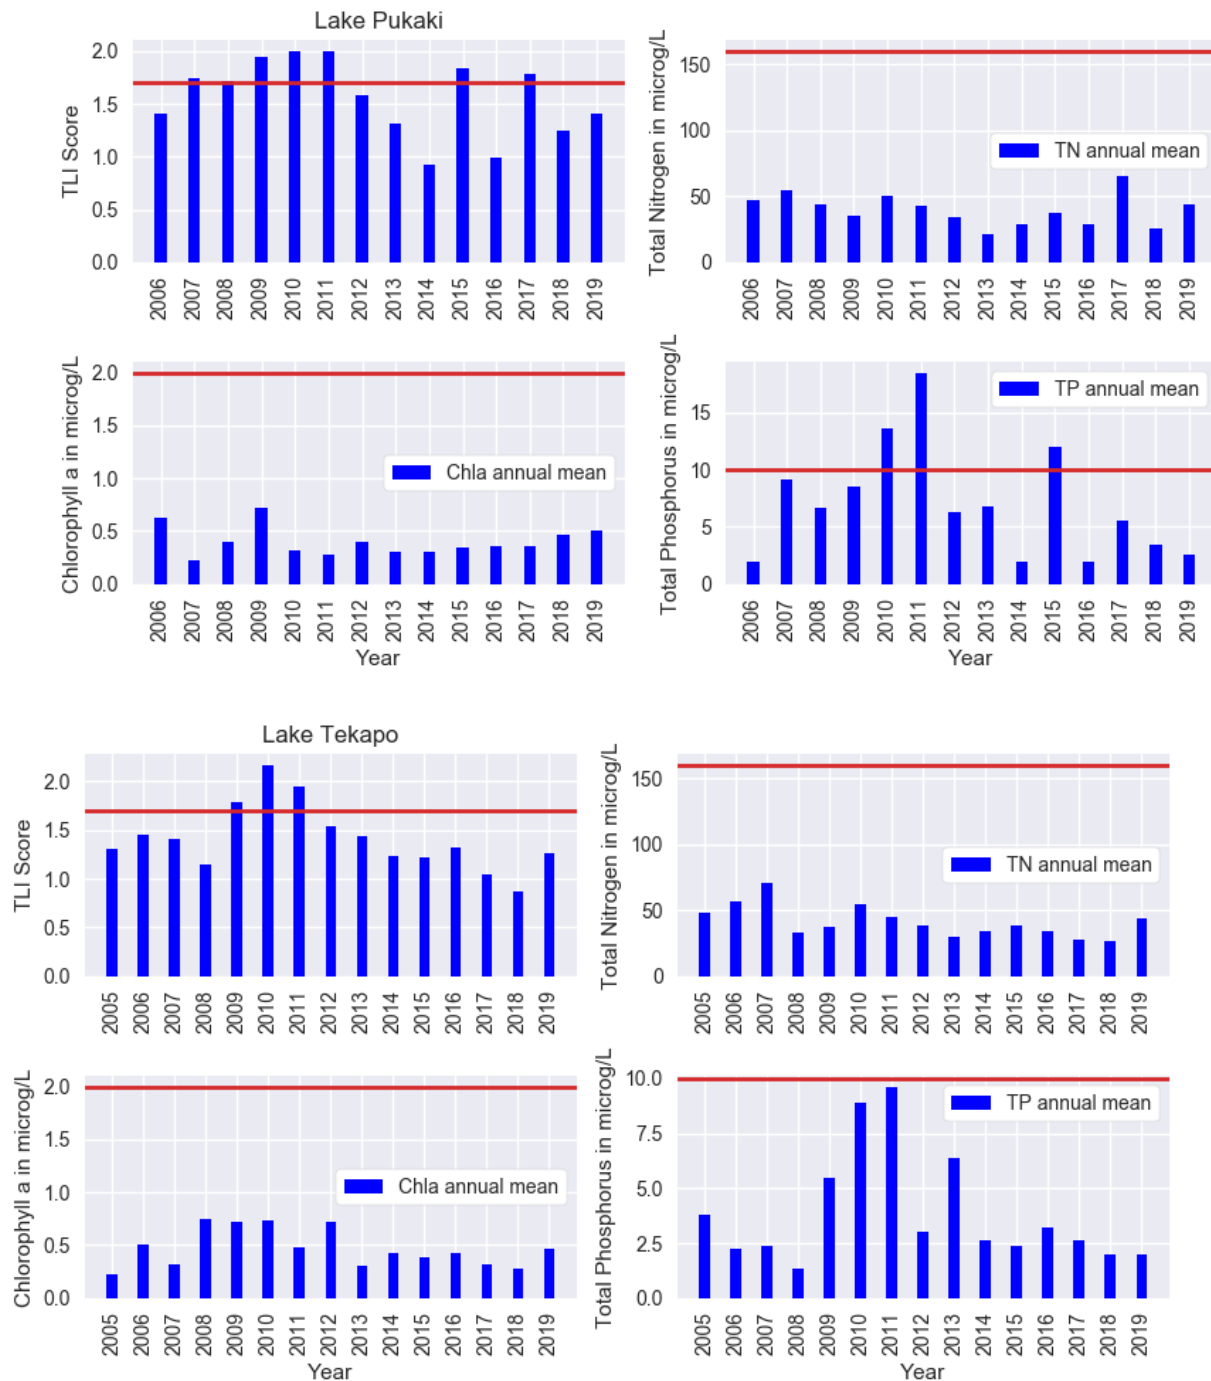 Lake Pukaki
TLI Score
2.0
1.5
1.0
0.5
0.0
2006 2007 2008 2009 2010 2011 2012 2013 2014 2015 2016 2017 2018 2019
Total Nitrogen in microg/L
150
100
50
0
TN annual mean
2006 2007 2008 2009 2010 2011 2012 2013 2014 2015 2016 2017 2018 2019
Chlorophyll a in microg/L
2.0
1.5
1.0
0.5
0.0
Chla annual mean
2006 2007 2008 2009 2010 2011 2012 2013 2014 2015 2016 2017 2018 2019
Year
Total Phosphorus in microg/L
15
10
5
0
TP annual mean
2006 2007 2008 2009 2010 2011 2012 2013 2014 2015 2016 2017 2018 2019
Year
Lake Tekapo
TLI Score
2.0
1.5
1.0
0.5
0.0
2005 2006 2007 2008 2009 2010 2011 2012 2013 2014 2015 2016 2017 2018 2019
Total Nitrogen in microg/L
150
100
50
0
TN annual mean
2005 2006 2007 2008 2009 2010 2011 2012 2013 2014 2015 2016 2017 2018 2019
Chlorophyll a in microg/L
2.0
1.5
1.0
0.5
0.0
Chla annual mean
2005 2006 2007 2008 2009 2010 2011 2012 2013 2014 2015 2016 2017 2018 2019
Year
Total Phosphorus in microg/L
10.0
7.5
5.0
2.5
0.0
TP annual mean
2005 2006 2007 2008 2009 2010 2011 2012 2013 2014 2015 2016 2017 2018 2019
Year